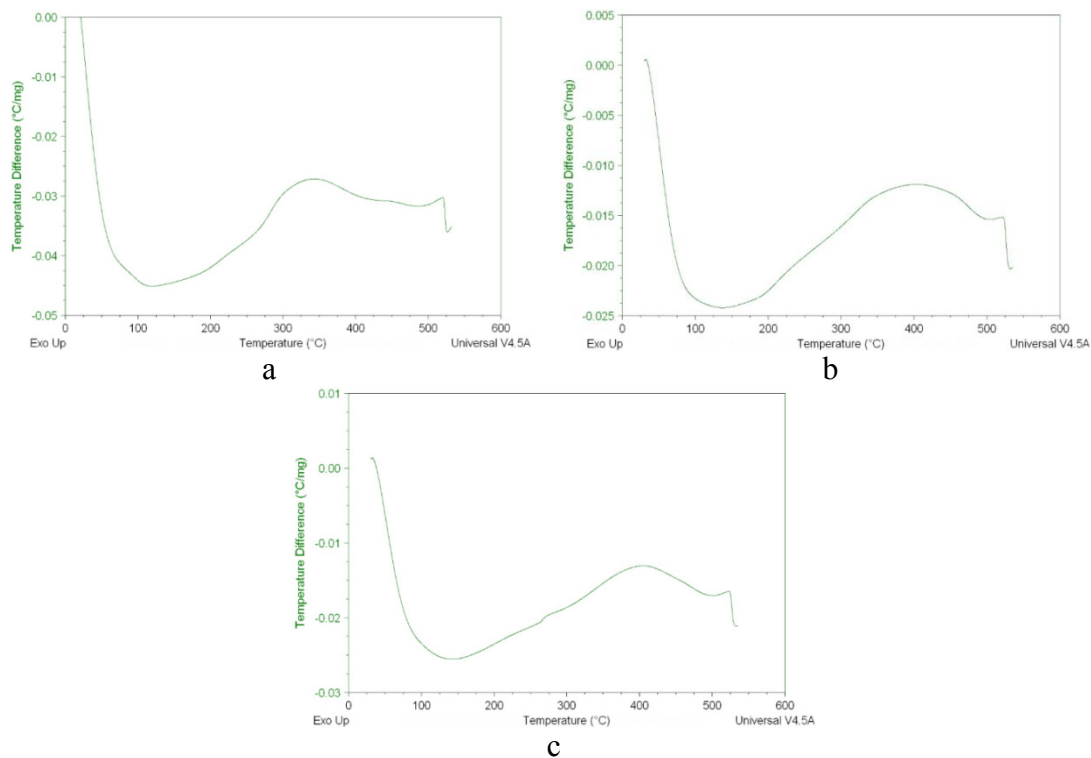 0.00
-0.01
-0.02
-0.03
-0.04
-0.05
Temperature Difference (°C/mg)
0 100 200 300 400 500 600
Exo Up Temperature (°C) Universal V4.5A
a
0.005
0.000
-0.005
-0.010
-0.015
-0.020
-0.025
Temperature Difference (°C/mg)
0 100 200 300 400 500 600
Exo Up Temperature (°C) Universal V4.5A
b
0.01
0.00
-0.01
-0.02
-0.03
Temperature Difference (°C/mg)
0 100 200 300 400 500 600
Exo Up Temperature (°C) Universal V4.5A
c